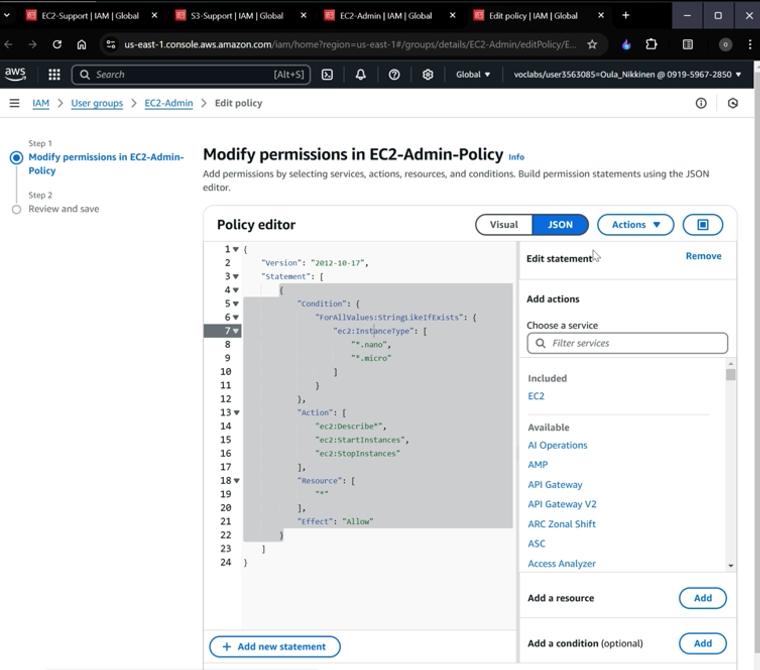 EC2-Support | IAM | Global
S3-Support | IAM | Global
EC2-Admin | IAM | Global
Edit policy | IAM | Global
us-east-1.console.aws.amazon.com/iam/home?region=us-east-1#/groups/details/EC2-Admin/editPolicy/E...
aws
Search
[Alt+S]
Global
voclabs/user3563085=Oula_Nikkinen @ 0919-5967-2850
IAM > User groups > EC2-Admin > Edit policy
Step 1
Modify permissions in EC2-Admin-
Policy
Step 2
Review and save
Modify permissions in EC2-Admin-Policy Info
Add permissions by selecting services, actions, resources, and conditions. Build permission statements using the JSON
editor.
Policy editor
Visual
JSON
Actions
1 {
2 "Version": "2012-10-17",
3 "Statement": [
4 {
5 "Condition": {
6 "ForAllValues:StringLikeIfExists": {
7 "ec2:InstanceType": [
8 "*.nano",
9 "*.micro"
10 ]
11 }
12 },
13 "Action": [
14 "ec2:Describe*",
15 "ec2:StartInstances",
16 "ec2:StopInstances"
17 ],
18 "Resource": [
19 "*"
20 ],
21 "Effect": "Allow"
22 }
23 ]
24 }
+ Add new statement
Edit statement
Remove
Add actions
Choose a service
Filter services
Included
EC2
Available
AI Operations
AMP
API Gateway
API Gateway V2
ARC Zonal Shift
ASC
Access Analyzer
Add a resource
Add
Add a condition (optional)
Add